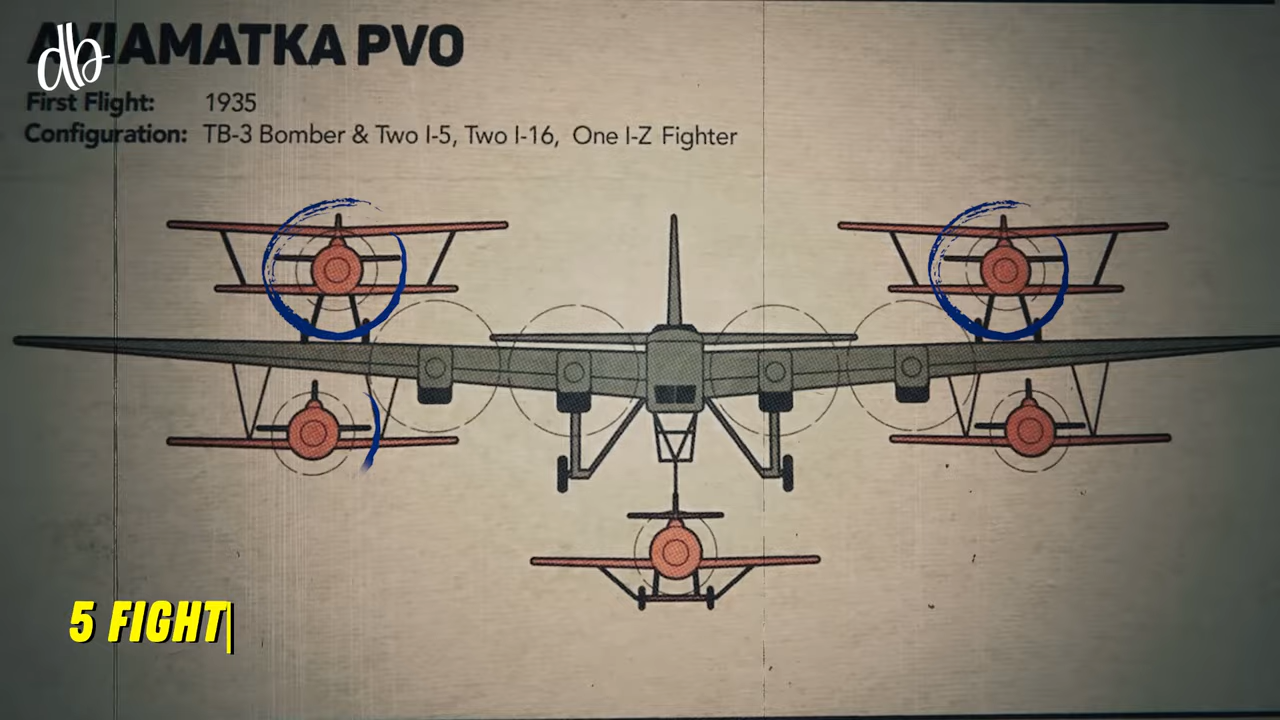 AVIAMATKA PVO
db
First Flight: 1935
Configuration: TB-3 Bomber & Two I-5, Two I-16, One I-Z Fighter
5 FIGHT